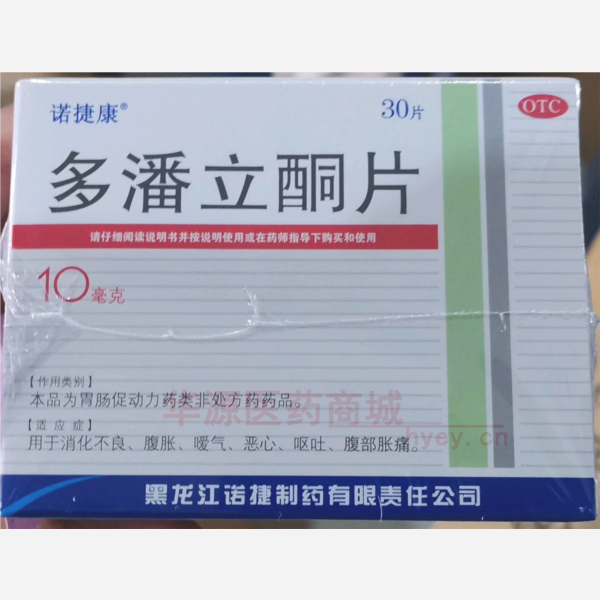 诺捷康®
30片
OTC
多潘立酮片
请仔细阅读说明书并按说明使用或在药师指导下购买和使用
10毫克
【作用类别】
本品为胃肠促动力药类非处方药药品。
华源医药商城
【适应症】
用于消化不良、腹胀、嗳气、恶心、呕吐、腹部胀痛。
hyey.cn
黑龙江诺捷制药有限责任公司